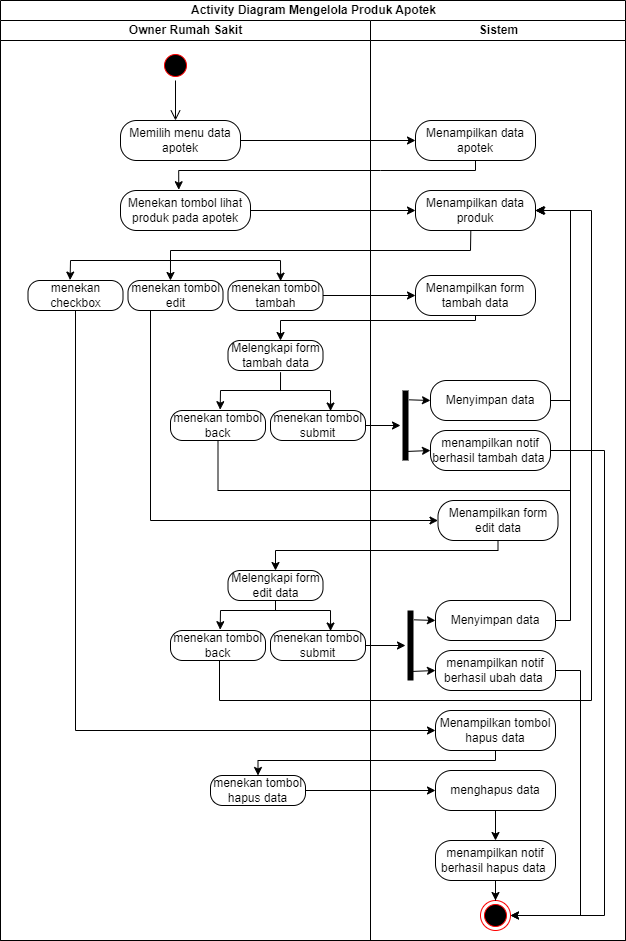 Activity Diagram Mengelola Produk Apotek
Owner Rumah Sakit
Sistem
Memilih menu data
apotek
Menampilkan data
apotek
Menekan tombol lihat
produk pada apotek
Menampilkan data
produk
menekan
checkbox
menekan tombol
edit
menekan tombol
tambah
Menampilkan form
tambah data
Melengkapi form
tambah data
menekan tombol
back
menekan tombol
submit
Menyimpan data
menampilkan notif
berhasil tambah data
Menampilkan form
edit data
Melengkapi form
edit data
menekan tombol
back
menekan tombol
submit
Menyimpan data
menampilkan notif
berhasil ubah data
Menampilkan tombol
hapus data
menekan tombol
hapus data
menghapus data
menampilkan notif
berhasil hapus data